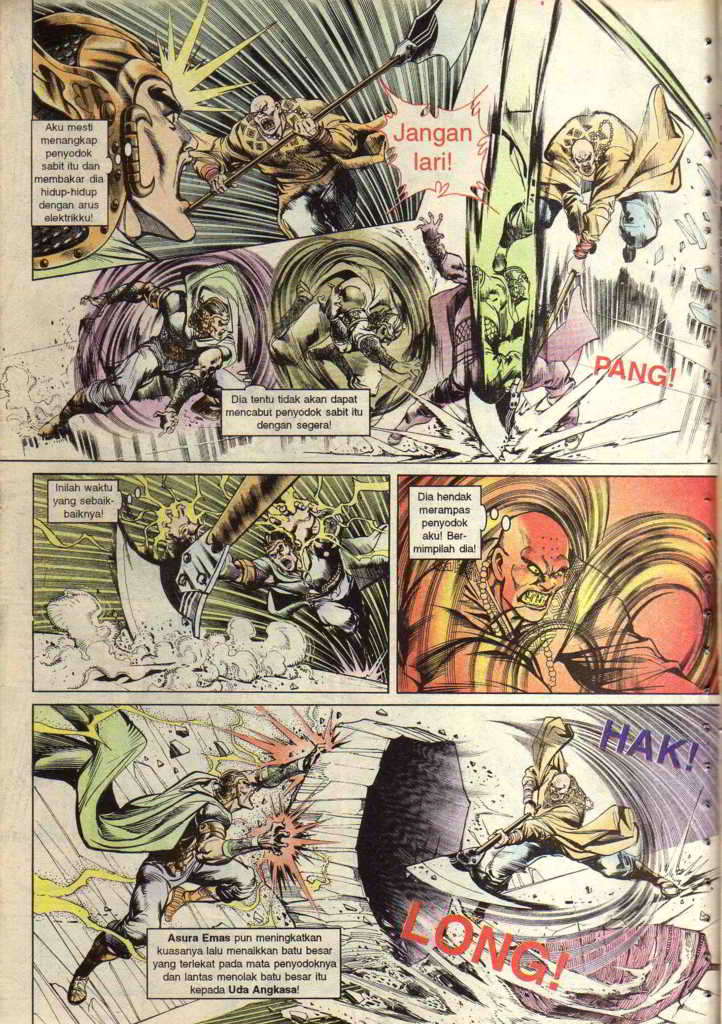 Aku mesti
menangkap
penyodok
sabit itu dan
membakar dia
hidup-hidup
dengan arus
elektrikku!
Jangan
lari!
Dia tentu tidak akan dapat
mencabut penyodok sabit itu
dengan segera!
PANG!
Inilah waktu
yang sebaik-
baiknya!
Dia hendak
merampas
penyodok
aku! Ber-
mimpilah dia!
HAK!
LONG!
Asura Emas pun meningkatkan
kuasanya lalu menaikkan batu besar
yang terlekat pada mata penyodoknya
dan lantas menolak batu besar itu
kepada Uda Angkasa!